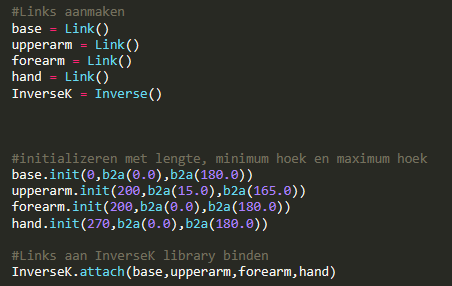 #Links aanmaken
base = Link()
upperarm = Link()
forearm = Link()
hand = Link()
InverseK = Inverse()
#initializeren met lengte, minimum hoek en maximum hoek
base.init(0,b2a(0.0),b2a(180.0))
upperarm.init(200,b2a(15.0),b2a(165.0))
forearm.init(200,b2a(0.0),b2a(180.0))
hand.init(270,b2a(0.0),b2a(180.0))
#Links aan InverseK library binden
InverseK.attach(base,upperarm,forearm,hand)